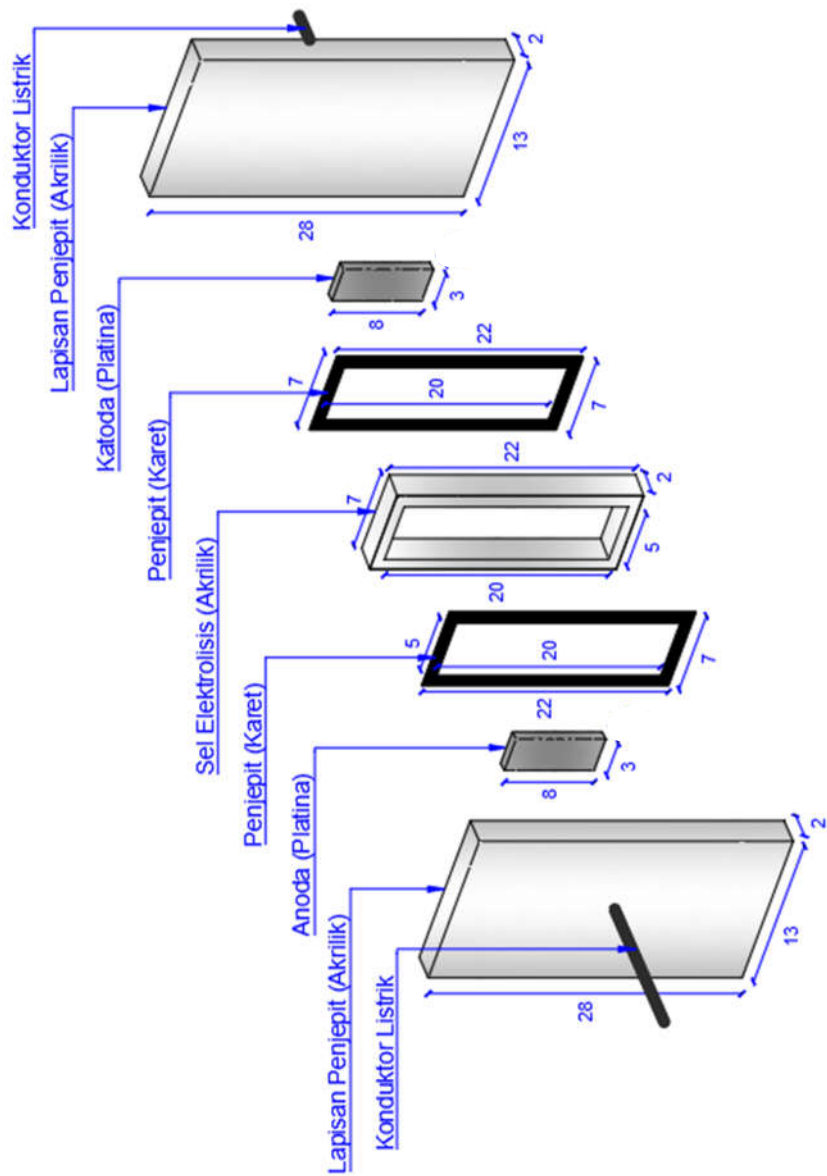 Konduktor Listrik
Lapisan Penjepit (Akrilik)
2
13
28
Katoda (Platina)
3
8
Penjepit (Karet)
7
22
20
7
Sel Elektrolisis (Akrilik)
7
22
2
5
20
Penjepit (Karet)
5
20
22
7
Anoda (Platina)
8
3
Lapisan Penjepit (Akrilik)
2
13
28
Konduktor Listrik